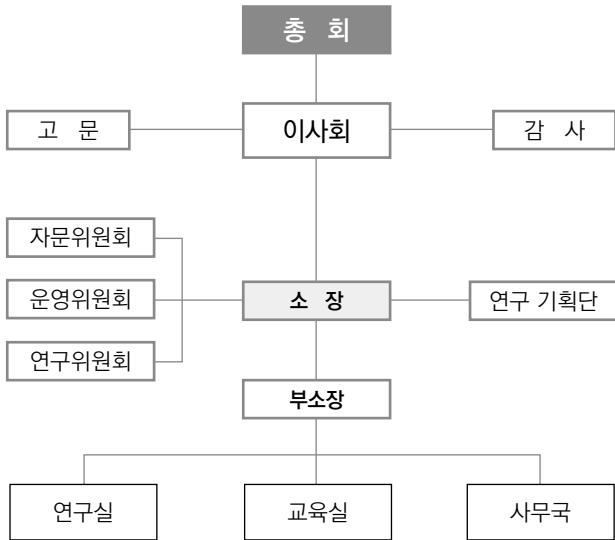 총 회
고 문
이사회
감 사
자문위원회
운영위원회
소 장
연구 기획단
연구위원회
부소장
연구실
교육실
사무국